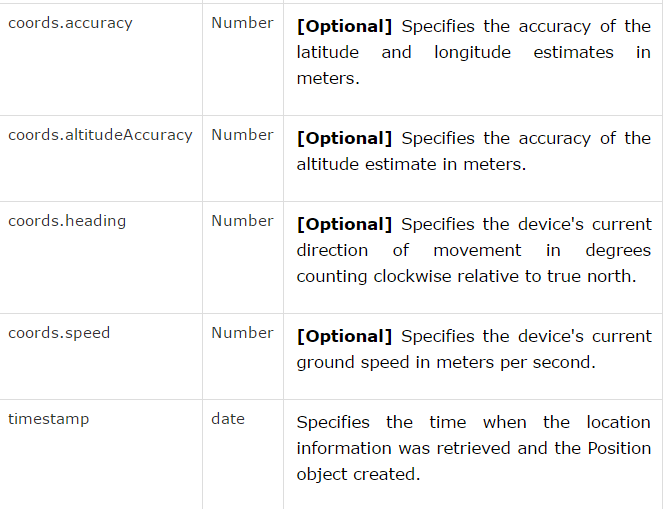 coords.accuracy Number [Optional] Specifies the accuracy of the
latitude and longitude estimates in
meters.
coords.altitudeAccuracy Number [Optional] Specifies the accuracy of the
altitude estimate in meters.
coords.heading Number [Optional] Specifies the device's current
direction of movement in degrees
counting clockwise relative to true north.
coords.speed Number [Optional] Specifies the device's current
ground speed in meters per second.
timestamp date Specifies the time when the location
information was retrieved and the Position
object created.